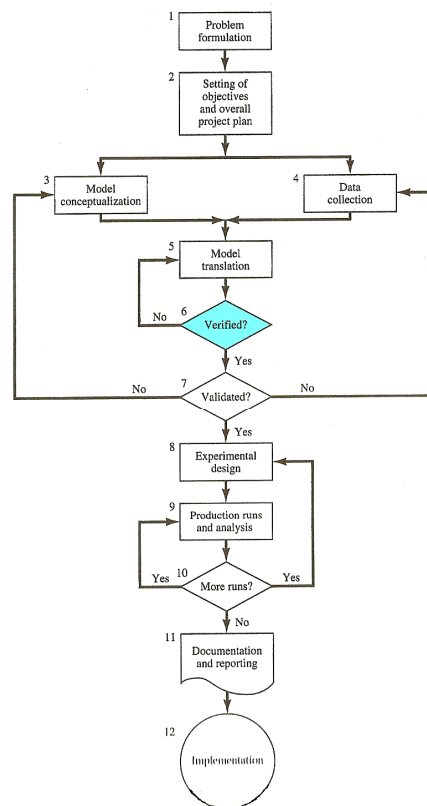 1
Problem
formulation
2
Setting of
objectives
and overall
project plan
3
Model
conceptualization
4
Data
collection
5
Model
translation
6
No
Verified?
Yes
No
7
No
Validated?
Yes
8
Experimental
design
9
Production runs
and analysis
Yes
10
Yes
More runs?
No
11
Documentation
and reporting
12
Implementation